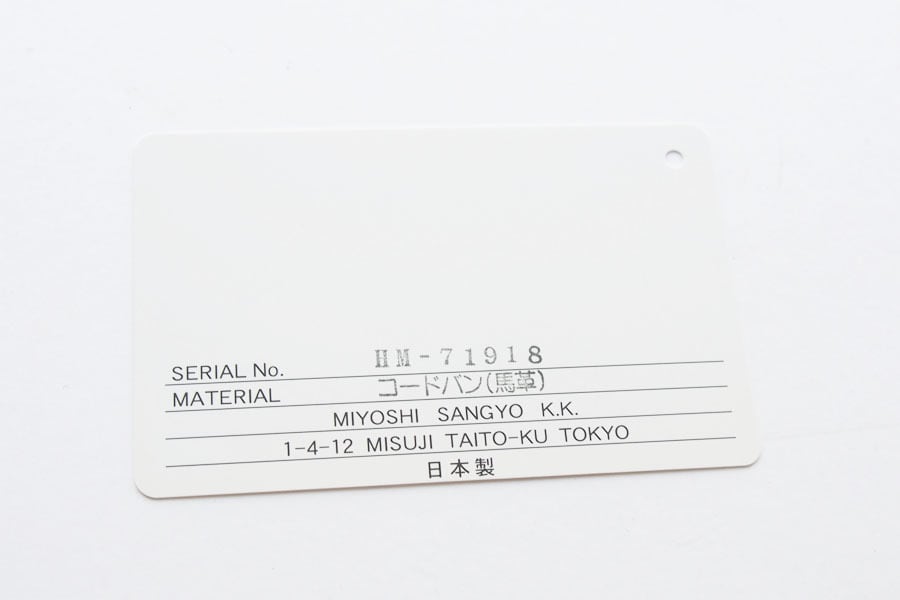 SERIAL No. HM-71918
MATERIAL コードバン(馬革)
MIYOSHI SANGYO K.K.
1-4-12 MISUJI TAITO-KU TOKYO
日本製